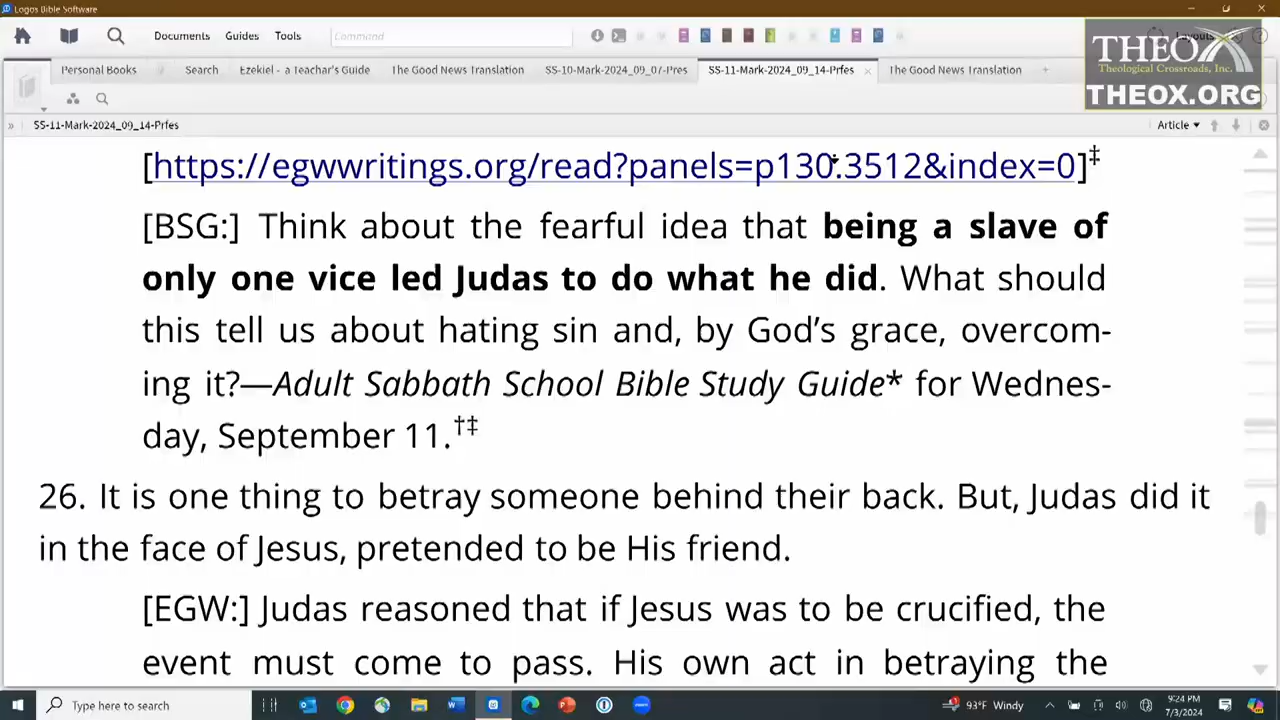 Logos Bible Software
Documents Guides Tools Command Layouts
THEOX
Theological Crossroads, Inc.
THEOX.ORG
Personal Books Search Ezekiel - a Teacher's Guide SS-10-Mark-2024_09_07-Pres SS-11-Mark-2024_09_14-Prfes The Good News Translation
SS-11-Mark-2024_09_14-Prfes Article
[https://egwwritings.org/read?panels=p130.3512&index=0]‡
[BSG:] Think about the fearful idea that being a slave of
only one vice led Judas to do what he did. What should
this tell us about hating sin and, by God's grace, overcom-
ing it?—Adult Sabbath School Bible Study Guide* for Wednes-
day, September 11.†‡
26. It is one thing to betray someone behind their back. But, Judas did it
in the face of Jesus, pretended to be His friend.
[EGW:] Judas reasoned that if Jesus was to be crucified, the
event must come to pass. His own act in betraying the
Type here to search 93°F Windy 9:24 PM
7/3/2024